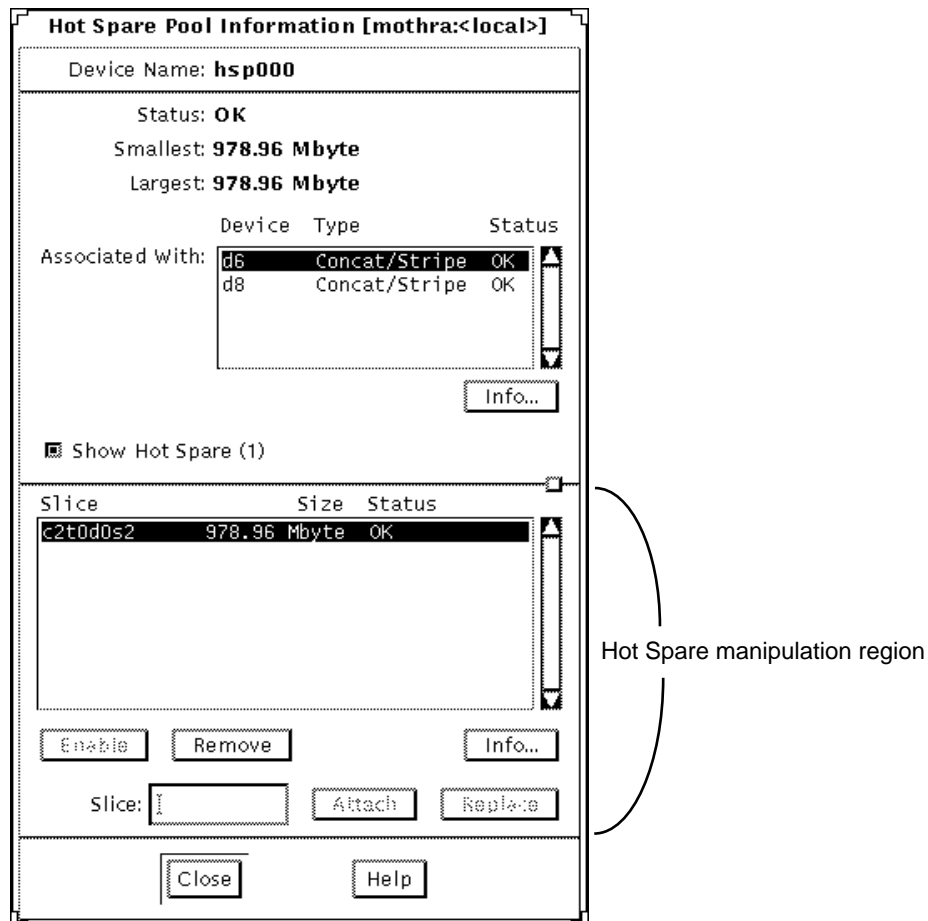 Hot Spare Pool Information [mothra:<local>]
Device Name: hsp000
Status: OK
Smallest: 978.96 Mbyte
Largest: 978.96 Mbyte
Device Type Status
Associated With: d6 Concat/Stripe OK
d8 Concat/Stripe OK
Info...
Show Hot Spare (1)
Slice Size Status
c2t0d0s2 978.96 Mbyte OK
Hot Spare manipulation region
Enable Remove Info...
Slice: Attach Replace
Close Help